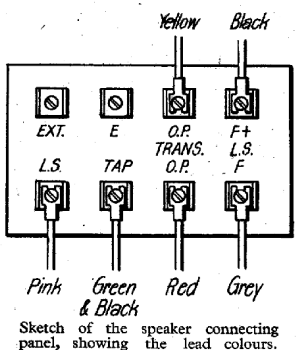 Yellow Black
EXT. E O.P. F+
TRANS. L.S.
L.S. TAP O.P. F
Pink Green Red Grey
& Black
Sketch of the speaker connecting
panel, showing the lead colours.